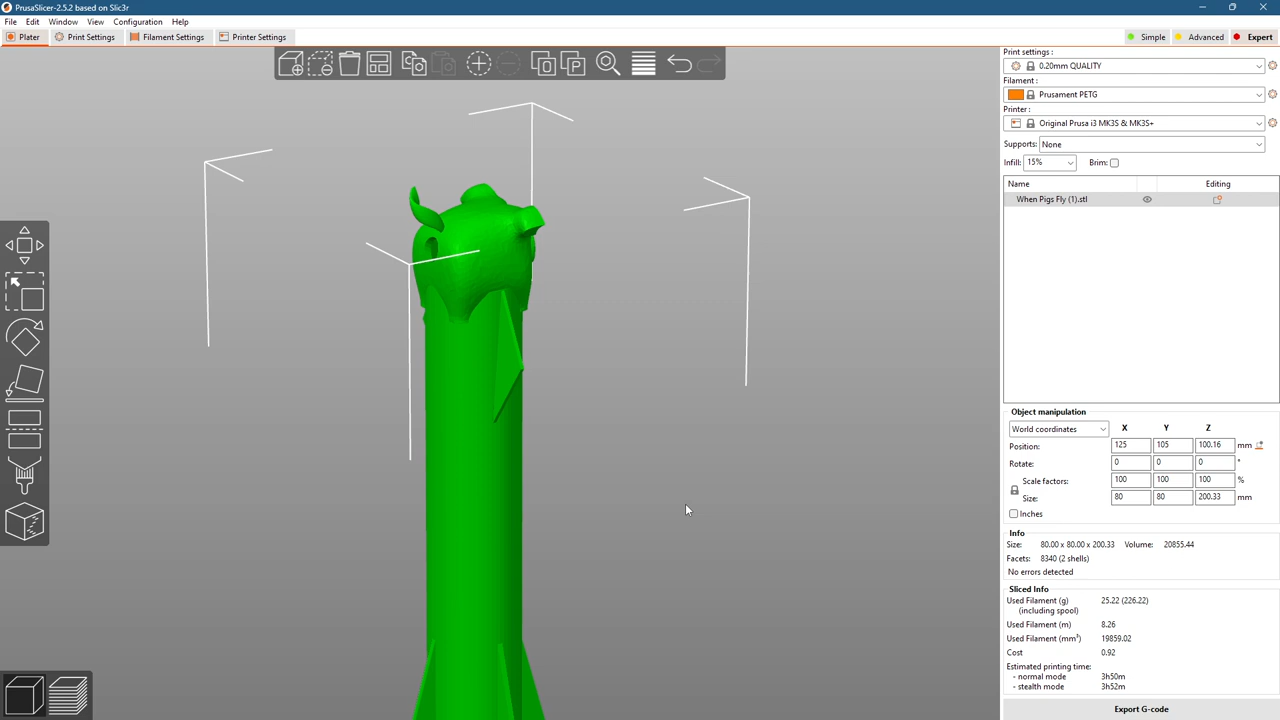 PrusaSlicer-2.5.2 based on Slic3r
File Edit Window View Configuration Help
Plater Print Settings Filament Settings Printer Settings Simple Advanced Expert
Print settings :
0.20mm QUALITY
Filament :
Prusament PETG
Printer :
Original Prusa i3 MK3S & MK3S+
Supports: None
Infill: 15% Brim:
Name Editing
When Pigs Fly (1).stl
Object manipulation
World coordinates X Y Z
Position: 125 105 100.16 mm
Rotate: 0 0 0 °
Scale factors: 100 100 100 %
Size: 80 80 200.33 mm
Inches
Info
Size: 80.00 x 80.00 x 200.33 Volume: 20855.44
Facets: 8340 (2 shells)
No errors detected
Sliced Info
Used Filament (g) 25.22 (226.22)
(including spool)
Used Filament (m) 8.26
Used Filament (mm³) 19859.02
Cost 0.92
Estimated printing time:
- normal mode 3h50m
- stealth mode 3h52m
Export G-code